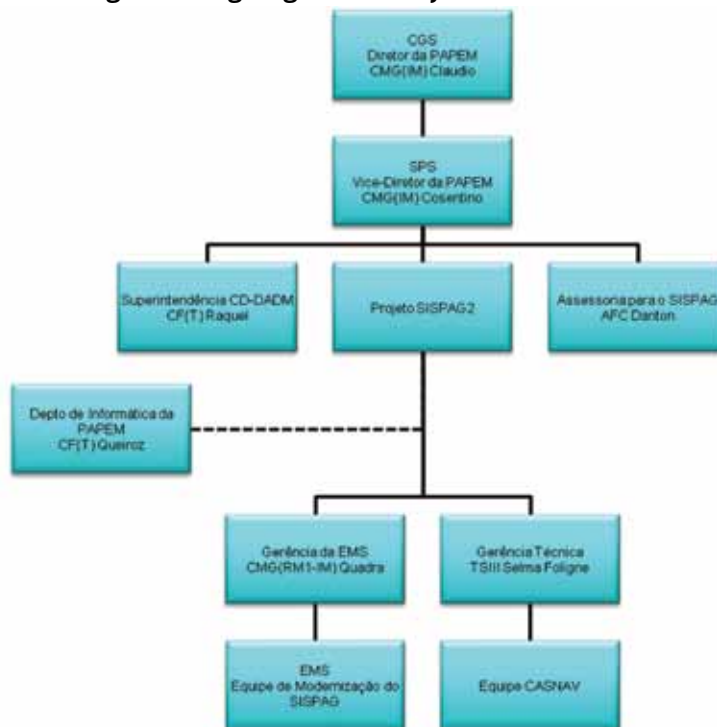 CGS
Diretor da PAPEM
CMG(IM) Claudio
SPS
Vice-Diretor da PAPEM
CMG(IM) Cosentino
Superintendência CD-DADM
CF(T) Raquel
Projeto SISPAG2
Assessoria para o SISPAG
AFC Danton
Depto de Informática da
PAPEM
CF(T) Queiroz
Gerência da EMS
CMG(RM1-IM) Quadra
Gerência Técnica
TSIII Selma Foligne
EMS
Equipe de Modernização do
SISPAG
Equipe CASNAV